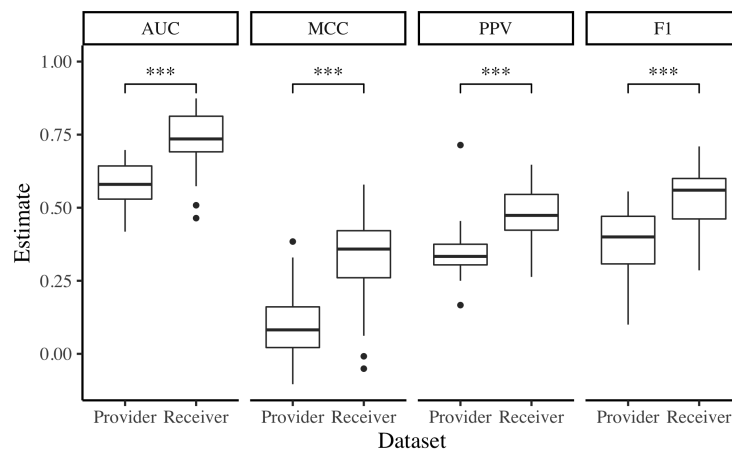 AUC MCC PPV F1
*** *** *** ***
1.00
0.75
0.50
0.25
0.00
Estimate
Provider Receiver Provider Receiver Provider Receiver Provider Receiver
Dataset